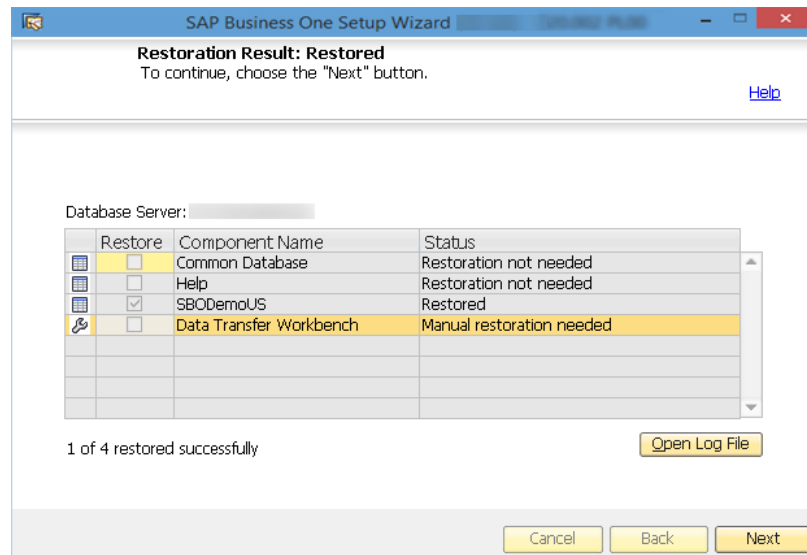 SAP Business One Setup Wizard
Restoration Result: Restored
To continue, choose the "Next" button.
Help
Database Server:
Restore Component Name Status
Common Database Restoration not needed
Help Restoration not needed
SBODemoUS Restored
Data Transfer Workbench Manual restoration needed
1 of 4 restored successfully
Open Log File
Cancel Back Next